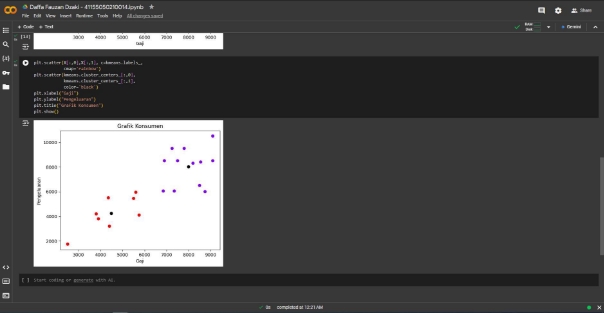 Daffa Fauzan Dzaki - 41155050210014.ipynb
File Edit View Insert Runtime Tools Help All changes saved
Share
+ Code + Text
RAM
Disk
Gemini
3000 4000 5000 6000 7000 8000 9000
Gaji
plt.scatter(X[:,0],X[:,1], c=kmeans.labels_,
cmap='rainbow')
plt.scatter(kmeans.cluster_centers_[:,0],
kmeans.cluster_centers_[:,1],
color='black')
plt.xlabel("Gaji")
plt.ylabel("Pengeluaran")
plt.title("Grafik Konsumen")
plt.show()
Grafik Konsumen
10000
8000
6000
4000
2000
Pengeluaran
3000 4000 5000 6000 7000 8000 9000
Gaji
[ ] Start coding or generate with AI.
0s completed at 12:21 AM